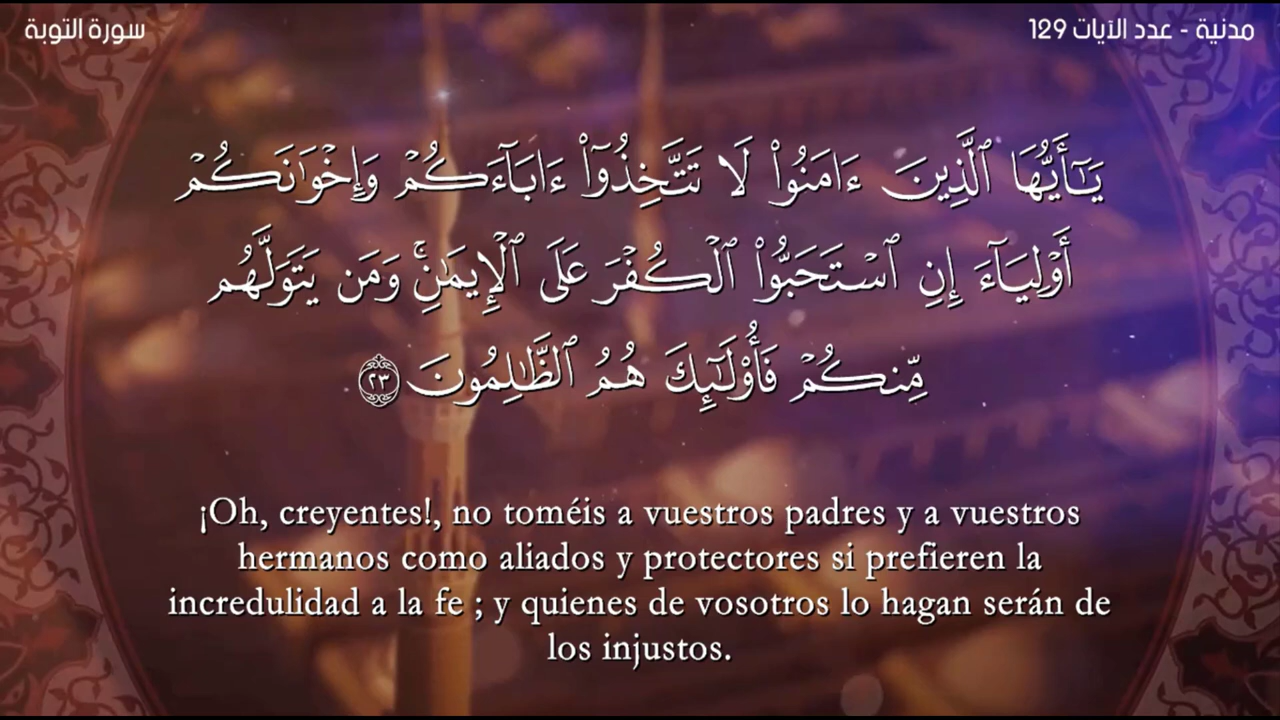 سورة التوبة
مدنية - عدد الآيات 129
يَـٰٓأَيُّهَا ٱلَّذِينَ ءَامَنُوا۟ لَا تَتَّخِذُوٓا۟ ءَابَآءَكُمْ وَإِخْوَٰنَكُمْ
أَوْلِيَآءَ إِنِ ٱسْتَحَبُّوا۟ ٱلْكُفْرَ عَلَى ٱلْإِيمَـٰنِ ۚ وَمَن يَتَوَلَّهُم
مِّنكُمْ فَأُو۟لَـٰٓئِكَ هُمُ ٱلظَّـٰلِمُونَ ٢٣
¡Oh, creyentes!, no toméis a vuestros padres y a vuestros
hermanos como aliados y protectores si prefieren la
incredulidad a la fe ; y quienes de vosotros lo hagan serán de
los injustos.